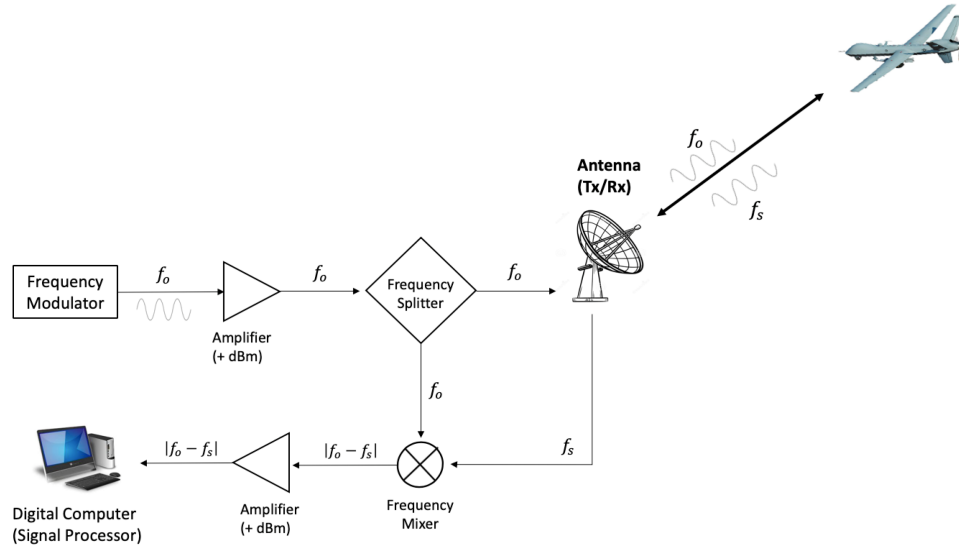 f_o
f_s
Antenna
(Tx/Rx)
Frequency
Modulator
f_o
f_o
Frequency
Splitter
f_o
Amplifier
(+ dBm)
f_o
|f_o − f_s|
|f_o − f_s|
f_s
Frequency
Mixer
Amplifier
(+ dBm)
Digital Computer
(Signal Processor)